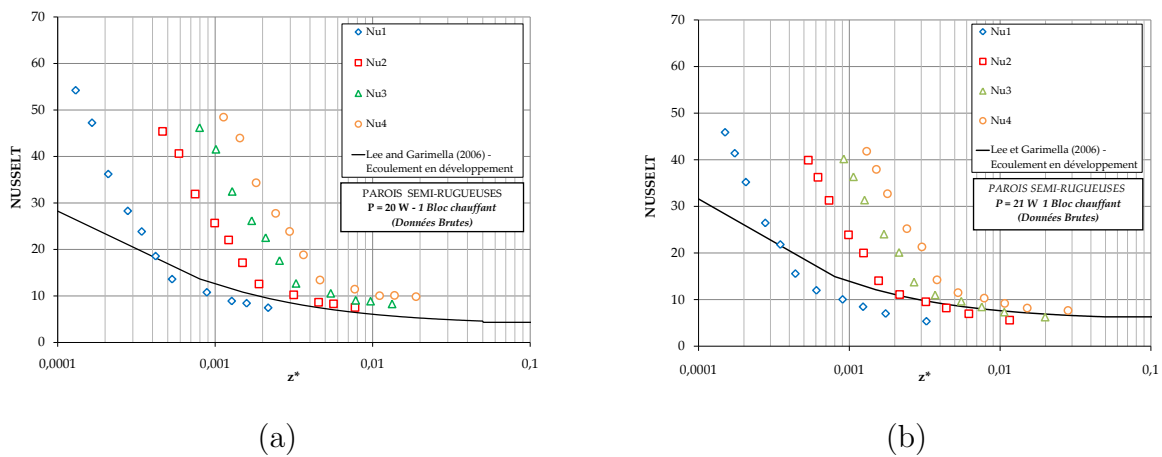 70
60
50
40
30
20
10
0
NUSSELT
0,0001
0,001
0,01
0,1
z*
Nu1
Nu2
Nu3
Nu4
Lee and Garimella (2006) -
Ecoulement en développement
PAROIS SEMI-RUGUEUSES
P = 20 W - 1 Bloc chauffant
(Données Brutes)
(a)
70
60
50
40
30
20
10
0
NUSSELT
0,0001
0,001
0,01
0,1
z*
Nu1
Nu2
Nu3
Nu4
Lee et Garimella (2006) -
Ecoulement en développement
PAROIS SEMI-RUGUEUSES
P = 21 W 1 Bloc chauffant
(Données Brutes)
(b)